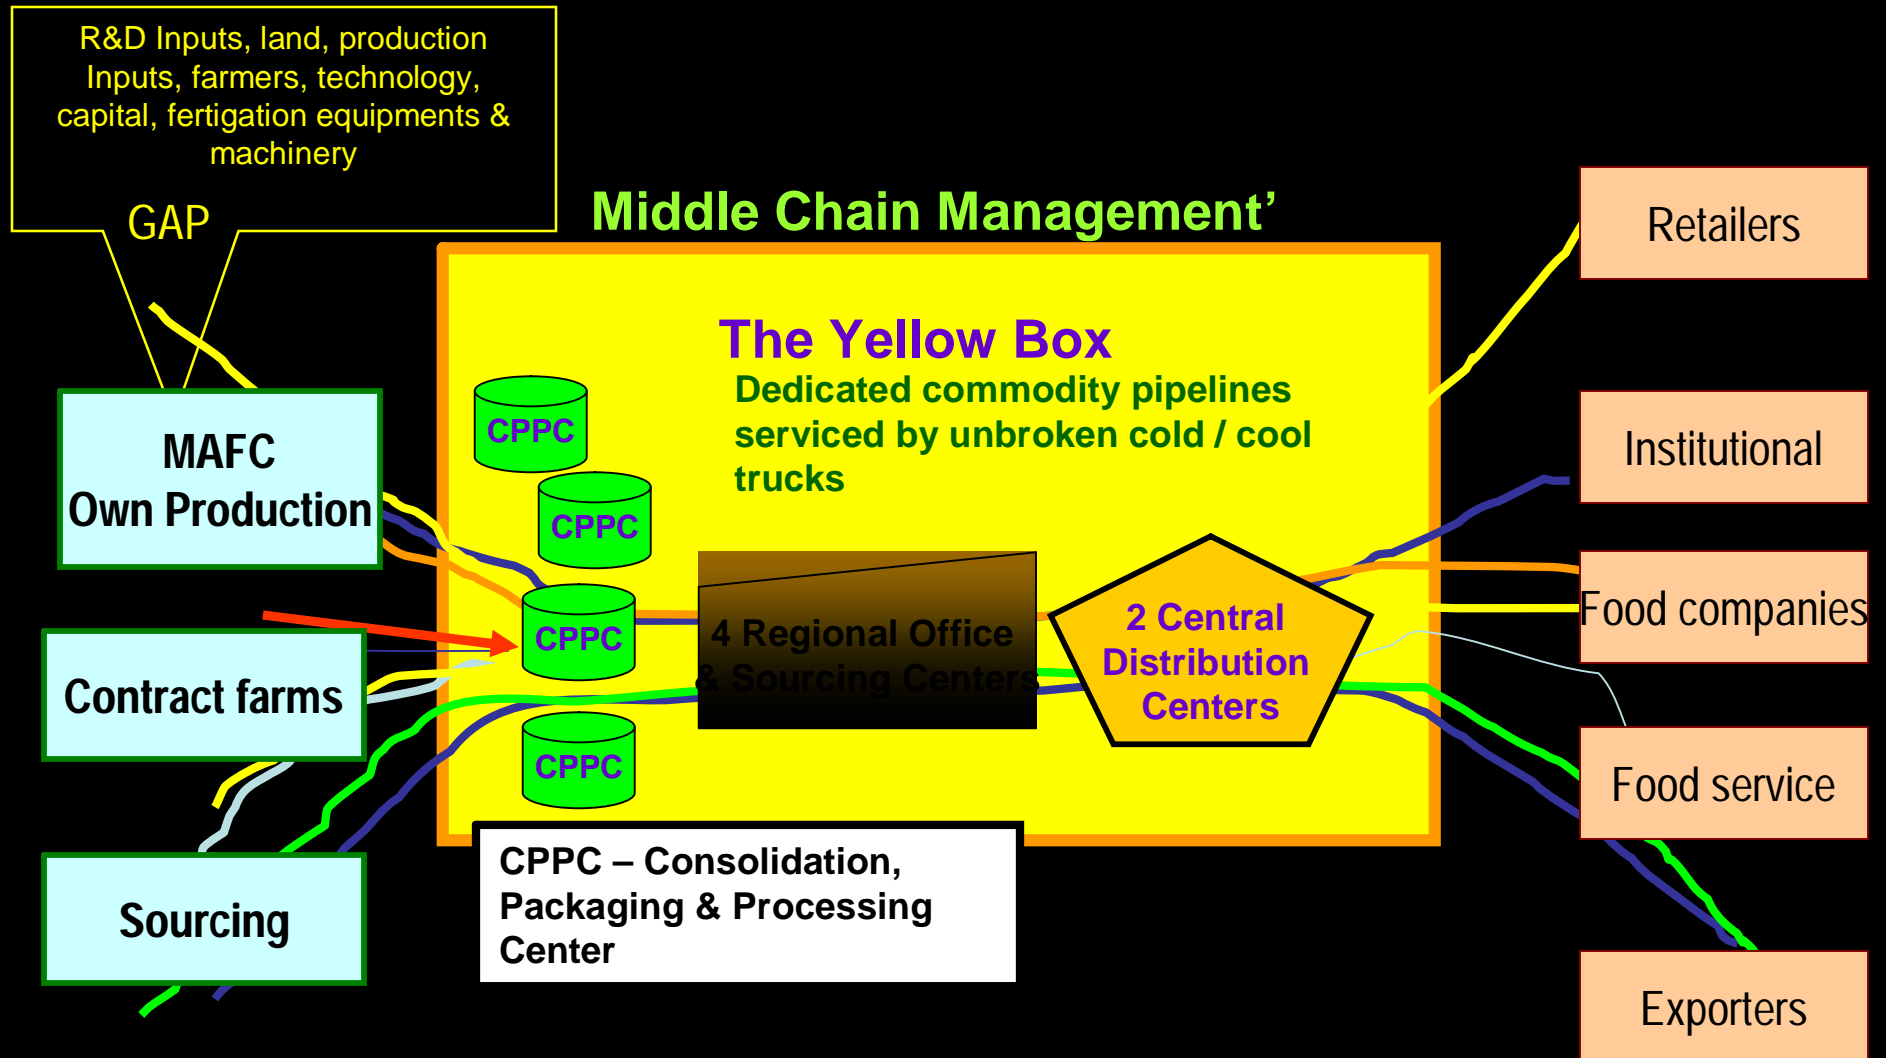 R&D Inputs, land, production
Inputs, farmers, technology,
capital, fertigation equipments &
machinery
GAP
Middle Chain Management’
The Yellow Box
Dedicated commodity pipelines
serviced by unbroken cold / cool
trucks
MAFC
Own Production
Contract farms
Sourcing
CPPC
CPPC
CPPC
CPPC
4 Regional Office
& Sourcing Centers
2 Central
Distribution
Centers
CPPC – Consolidation,
Packaging & Processing
Center
Retailers
Institutional
Food companies
Food service
Exporters